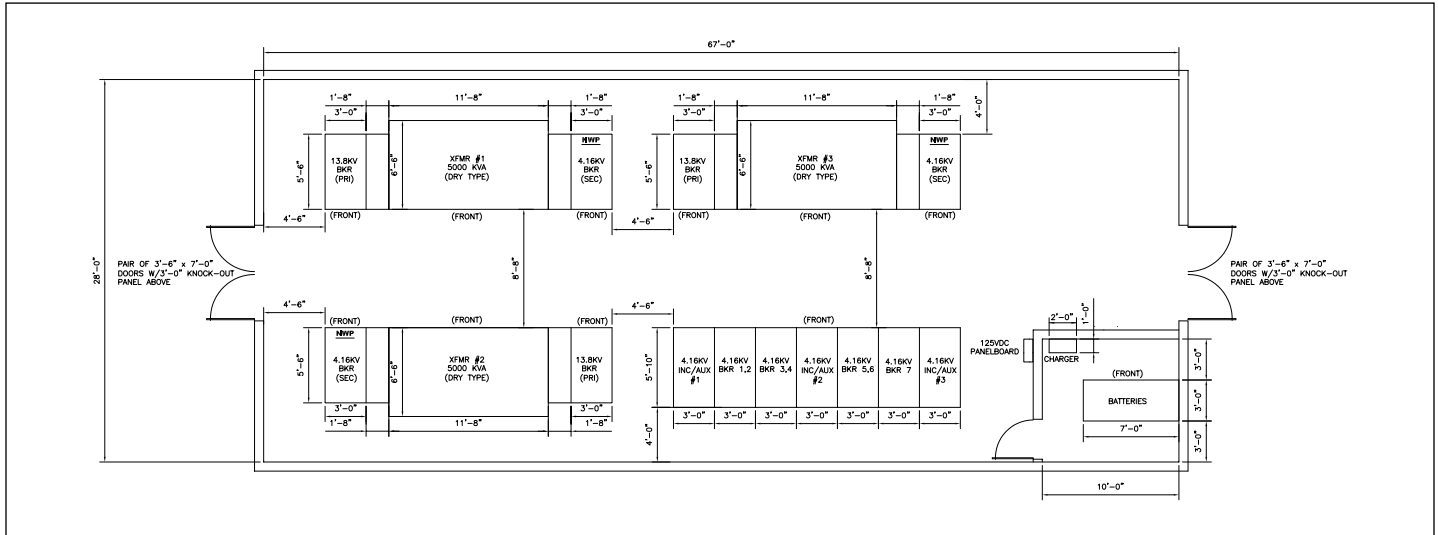 67'-0"
1'-8"
11'-8"
1'-8"
3'-0"
3'-0"
1'-8"
11'-8"
1'-8"
3'-0"
3'-0"
4'-0"
5'-6"
13.8KV
BKR
(PRI)
6'-6"
XFMR #1
5000 KVA
(DRY TYPE)
NWP
4.16KV
BKR
(SEC)
5'-6"
13.8KV
BKR
(PRI)
6'-6"
XFMR #3
5000 KVA
(DRY TYPE)
NWP
4.16KV
BKR
(SEC)
4'-6"
(FRONT)
(FRONT)
(FRONT)
4'-6"
(FRONT)
(FRONT)
(FRONT)
28'-0"
PAIR OF 3'-6" x 7'-0"
DOORS W/3'-0" KNOCK-OUT
PANEL ABOVE
8'-8"
8'-8"
PAIR OF 3'-6" x 7'-0"
DOORS W/3'-0" KNOCK-OUT
PANEL ABOVE
4'-6"
4'-6"
(FRONT)
(FRONT)
(FRONT)
(FRONT)
5'-6"
NWP
4.16KV
BKR
(SEC)
6'-6"
XFMR #2
5000 KVA
(DRY TYPE)
13.8KV
BKR
(PRI)
3'-0"
3'-0"
1'-8"
11'-8"
1'-8"
5'-10"
4.16KV
INC/AUX
#1
4.16KV
BKR 1,2
4.16KV
BKR 3,4
4.16KV
INC/AUX
#2
4.16KV
BKR 5,6
4.16KV
BKR 7
4.16KV
INC/AUX
#3
3'-0"
3'-0"
3'-0"
3'-0"
3'-0"
3'-0"
3'-0"
4'-0"
125VDC
PANELBOARD
2'-0"
1'-0"
CHARGER
(FRONT)
BATTERIES
7'-0"
3'-0"
3'-0"
3'-0"
10'-0"